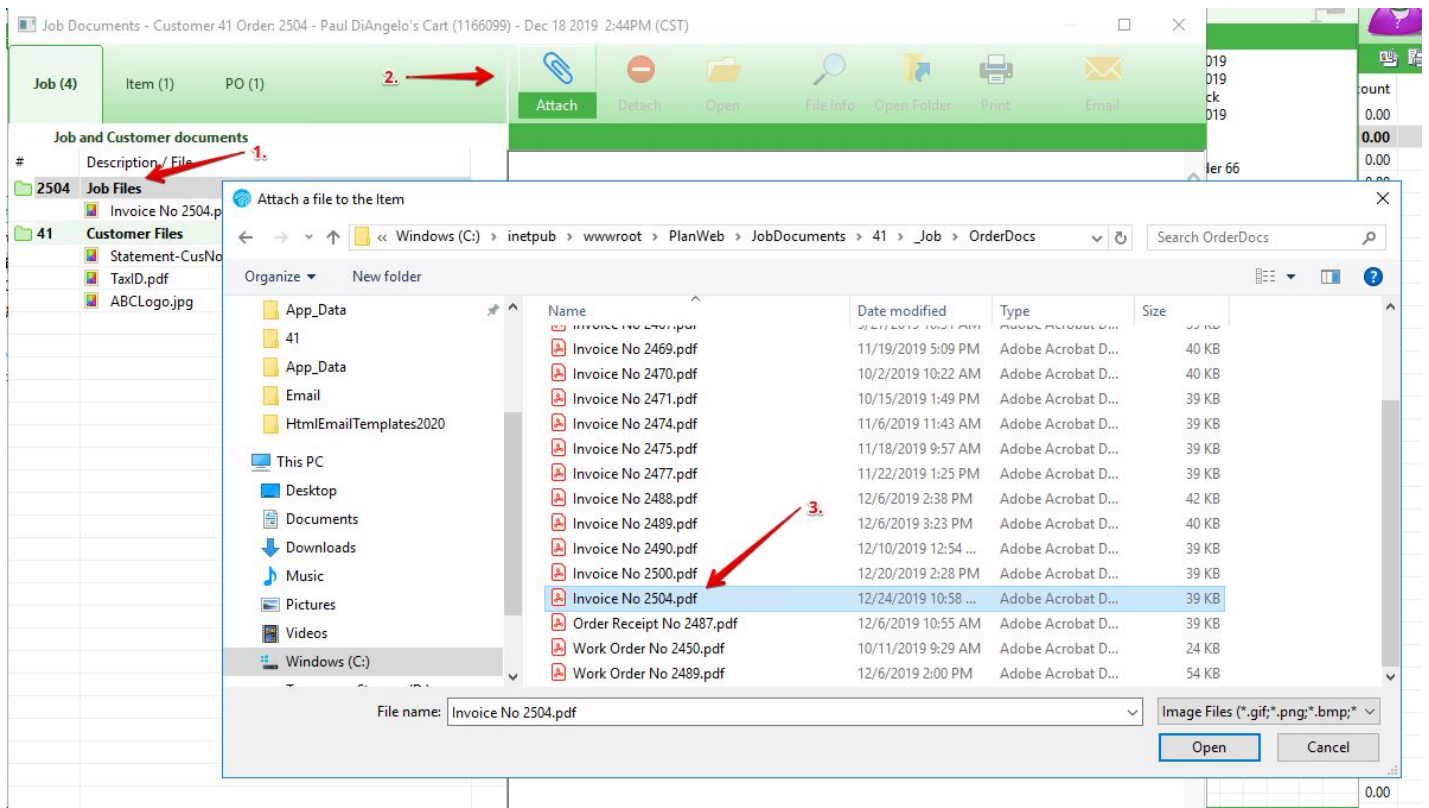 Job Documents - Customer 41 Order: 2504 - Paul DiAngelo's Cart (1166099) - Dec 18 2019 2:44PM (CST)
Job (4) Item (1) PO (1) 2.
Attach Detach Open File Info Open Folder Print Email
Job and Customer documents
# Description / File 1.
2504 Job Files
Invoice No 2504.p
41 Customer Files
Statement-CusNo
TaxID.pdf
ABCLogo.jpg
019
019
ck
019
der 66
ount
0.00
0.00
0.00
0.00
Attach a file to the Item
« Windows (C:) › inetpub › wwwroot › PlanWeb › JobDocuments › 41 › _Job › OrderDocs Search OrderDocs
Organize New folder
App_Data
41
App_Data
Email
HtmlEmailTemplates2020
This PC
Desktop
Documents
Downloads
Music
Pictures
Videos
Windows (C:)
Name Date modified Type Size
Invoice No 2469.pdf 11/19/2019 5:09 PM Adobe Acrobat D... 40 KB
Invoice No 2470.pdf 10/2/2019 10:22 AM Adobe Acrobat D... 40 KB
Invoice No 2471.pdf 10/15/2019 1:49 PM Adobe Acrobat D... 39 KB
Invoice No 2474.pdf 11/6/2019 11:43 AM Adobe Acrobat D... 39 KB
Invoice No 2475.pdf 11/18/2019 9:57 AM Adobe Acrobat D... 39 KB
Invoice No 2477.pdf 11/22/2019 1:25 PM Adobe Acrobat D... 39 KB
Invoice No 2488.pdf 12/6/2019 2:38 PM Adobe Acrobat D... 42 KB
Invoice No 2489.pdf 12/6/2019 3:23 PM Adobe Acrobat D... 40 KB
Invoice No 2490.pdf 12/10/2019 12:54 ... Adobe Acrobat D... 39 KB
Invoice No 2500.pdf 12/20/2019 2:28 PM Adobe Acrobat D... 39 KB
Invoice No 2504.pdf 12/24/2019 10:58 ... Adobe Acrobat D... 39 KB
Order Receipt No 2487.pdf 12/6/2019 10:55 AM Adobe Acrobat D... 39 KB
Work Order No 2450.pdf 10/11/2019 9:29 AM Adobe Acrobat D... 24 KB
Work Order No 2489.pdf 12/6/2019 2:00 PM Adobe Acrobat D... 54 KB
3.
File name: Invoice No 2504.pdf Image Files (*.gif;*.png;*.bmp;*
Open Cancel
0.00